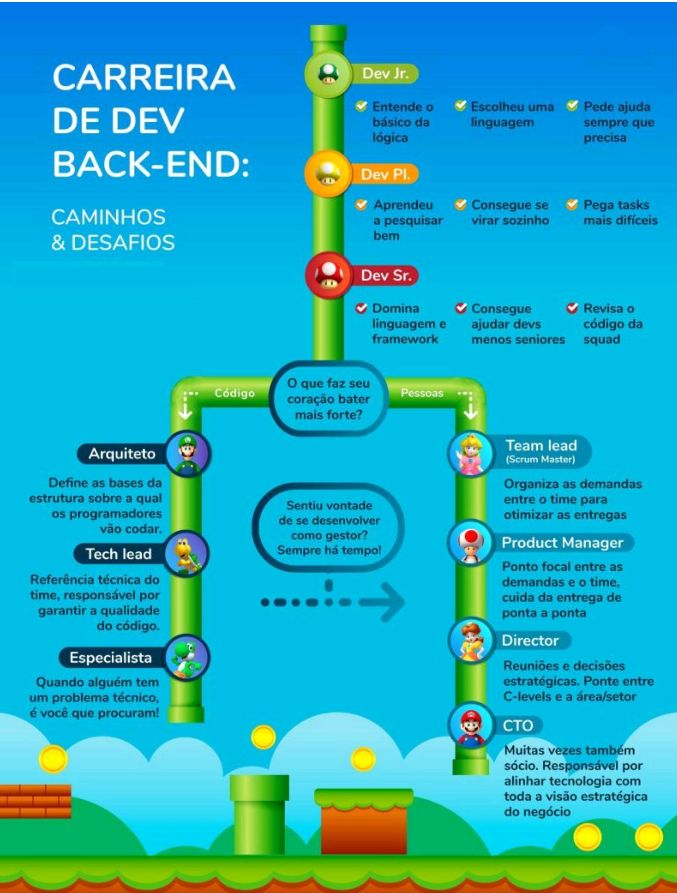 CARREIRA
DE DEV
BACK-END:
CAMINHOS
& DESAFIOS
Dev Jr.
Entende o
básico da
lógica
Escolheu uma
linguagem
Pede ajuda
sempre que
precisa
Dev Pl.
Aprendeu
a pesquisar
bem
Consegue se
virar sozinho
Pega tasks
mais difíceis
Dev Sr.
Domina
linguagem e
framework
Consegue
ajudar devs
menos seniores
Revisa o
código da
squad
O que faz seu
coração bater
mais forte?
Código
Pessoas
Arquiteto
Define as bases da
estrutura sobre a qual
os programadores
vão codar.
Tech lead
Referência técnica do
time, responsável por
garantir a qualidade
do código.
Especialista
Quando alguém tem
um problema técnico,
é você que procuram!
Sentiu vontade
de se desenvolver
como gestor?
Sempre há tempo!
Team lead
(Scrum Master)
Organiza as demandas
entre o time para
otimizar as entregas
Product Manager
Ponto focal entre as
demandas e o time,
cuida da entrega de
ponta a ponta
Director
Reuniões e decisões
estratégicas. Ponte entre
C-levels e a área/setor
CTO
Muitas vezes também
sócio. Responsável por
alinhar tecnologia com
toda a visão estratégica
do negócio